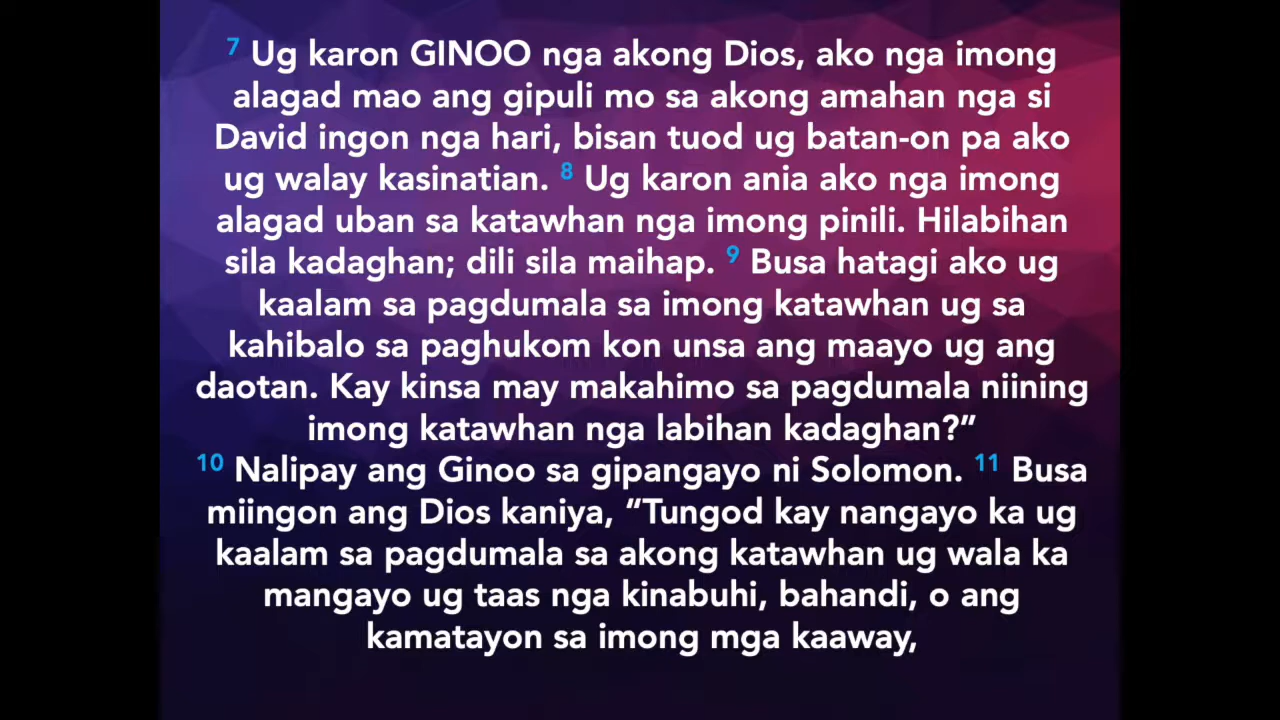 7 Ug karon GINOO nga akong Dios, ako nga imong
alagad mao ang gipuli mo sa akong amahan nga si
David ingon nga hari, bisan tuod ug batan-on pa ako
ug walay kasinatian. 8 Ug karon ania ako nga imong
alagad uban sa katawhan nga imong pinili. Hilabihan
sila kadaghan; dili sila maihap. 9 Busa hatagi ako ug
kaalam sa pagdumala sa imong katawhan ug sa
kahibalo sa paghukom kon unsa ang maayo ug ang
daotan. Kay kinsa may makahimo sa pagdumala niining
imong katawhan nga labihan kadaghan?”
10 Nalipay ang Ginoo sa gipangayo ni Solomon. 11 Busa
miingon ang Dios kaniya, “Tungod kay nangayo ka ug
kaalam sa pagdumala sa akong katawhan ug wala ka
mangayo ug taas nga kinabuhi, bahandi, o ang
kamatayon sa imong mga kaaway,